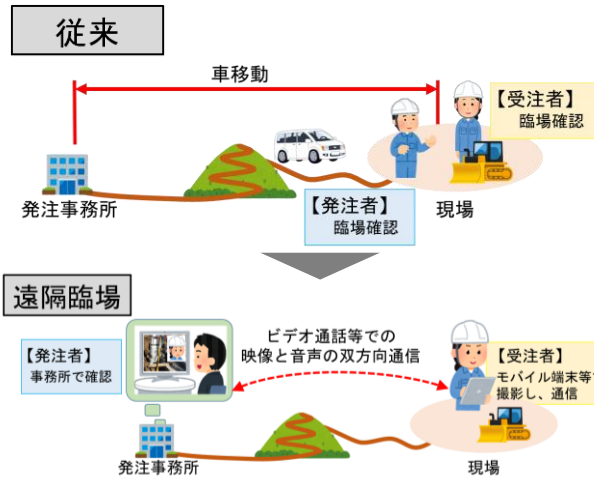 従来
車移動
【受注者】
臨場確認
発注事務所
【発注者】
臨場確認
現場
遠隔臨場
ビデオ通話等での
映像と音声の双方向通信
【発注者】
事務所で確認
【受注者】
モバイル端末等で
撮影し、通信
発注事務所
現場